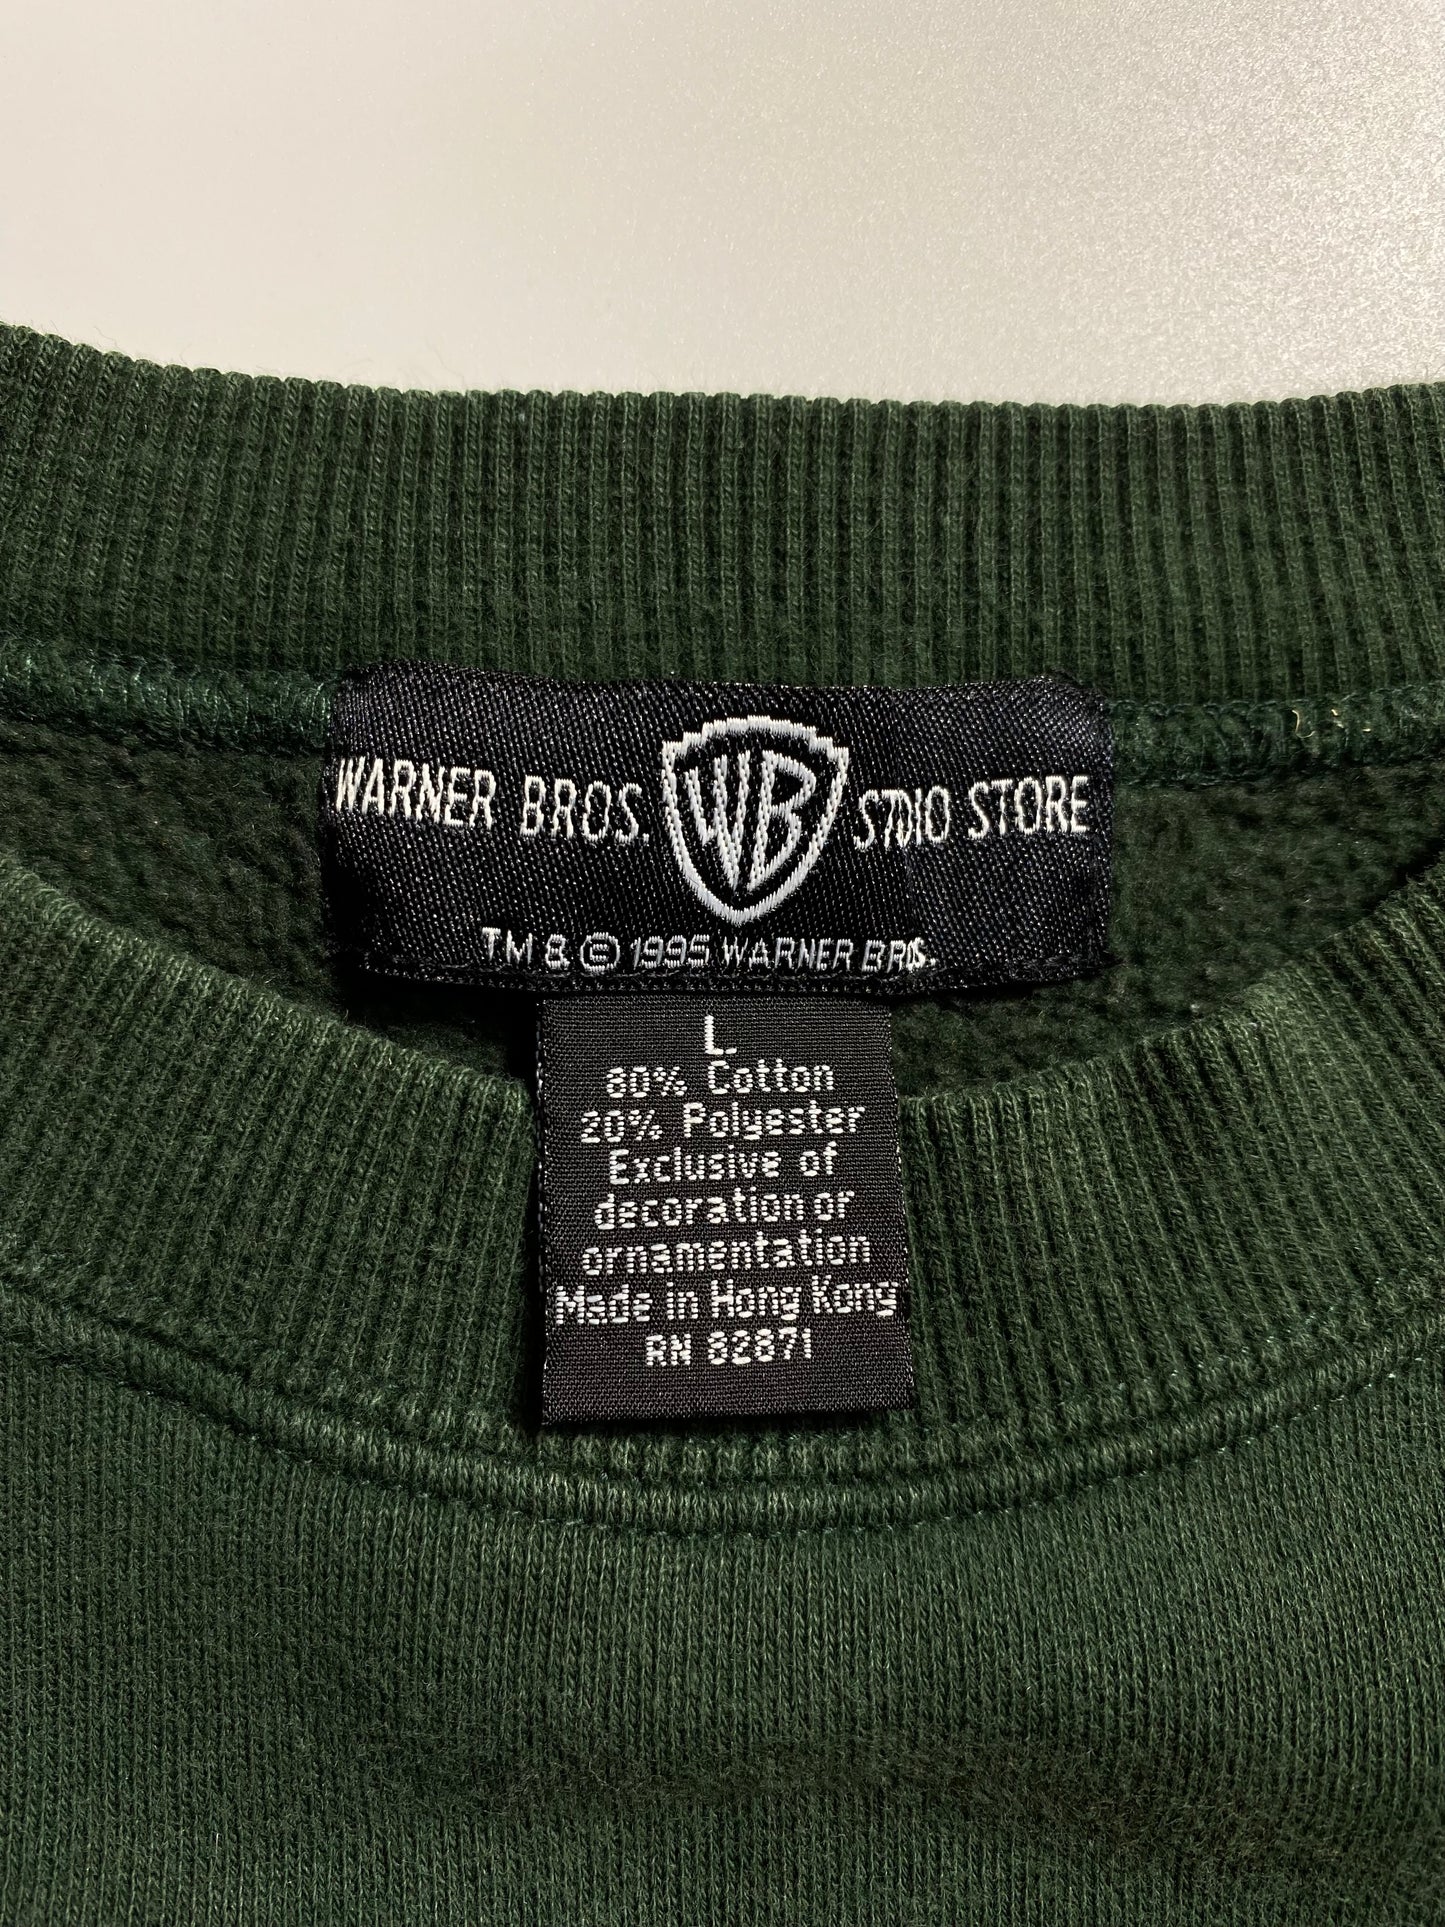 WARNER BROS. WB STUDIO STORE
TM & © 1995 WARNER BROS.
L
80% Cotton
20% Polyester
Exclusive of
decoration or
ornamentation
Made in Hong Kong
RN 82871